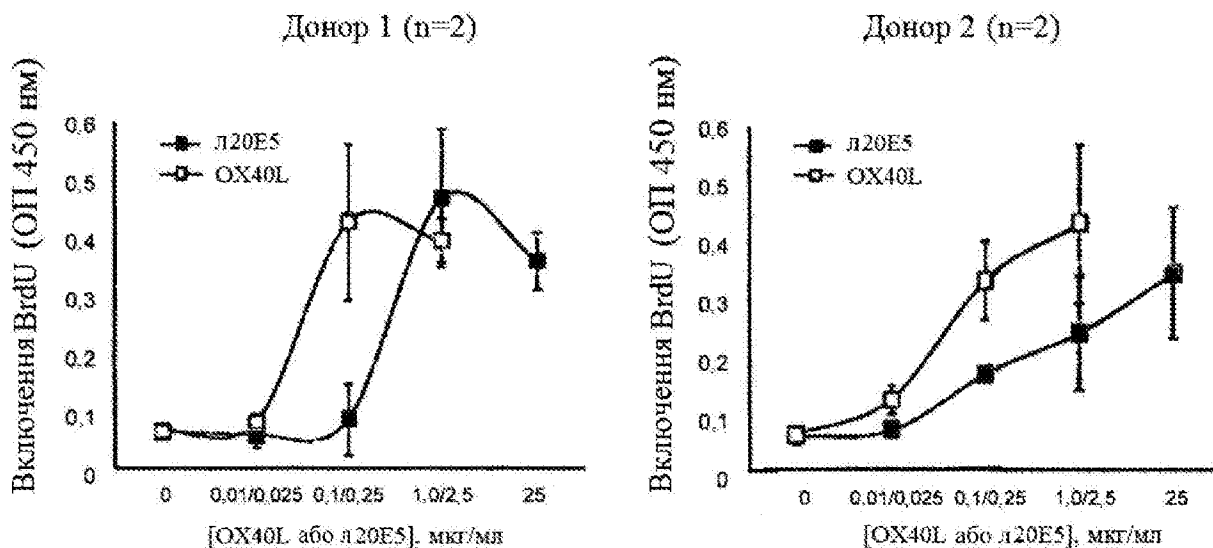 Донор 1 (n=2)
Включення BrdU (ОП 450 нм)
0,6
0,5
0,4
0,3
0,2
0,1
0
л20E5
OX40L
0 0,01/0,025 0,1/0,25 1,0/2,5 25
[OX40L або л20E5], мкг/мл
Донор 2 (n=2)
Включення BrdU (ОП 450 нм)
0,6
0,5
0,4
0,3
0,2
0,1
0
л20E5
OX40L
0 0,01/0,025 0,1/0,25 1,0/2,5 25
[OX40L або л20E5], мкг/мл